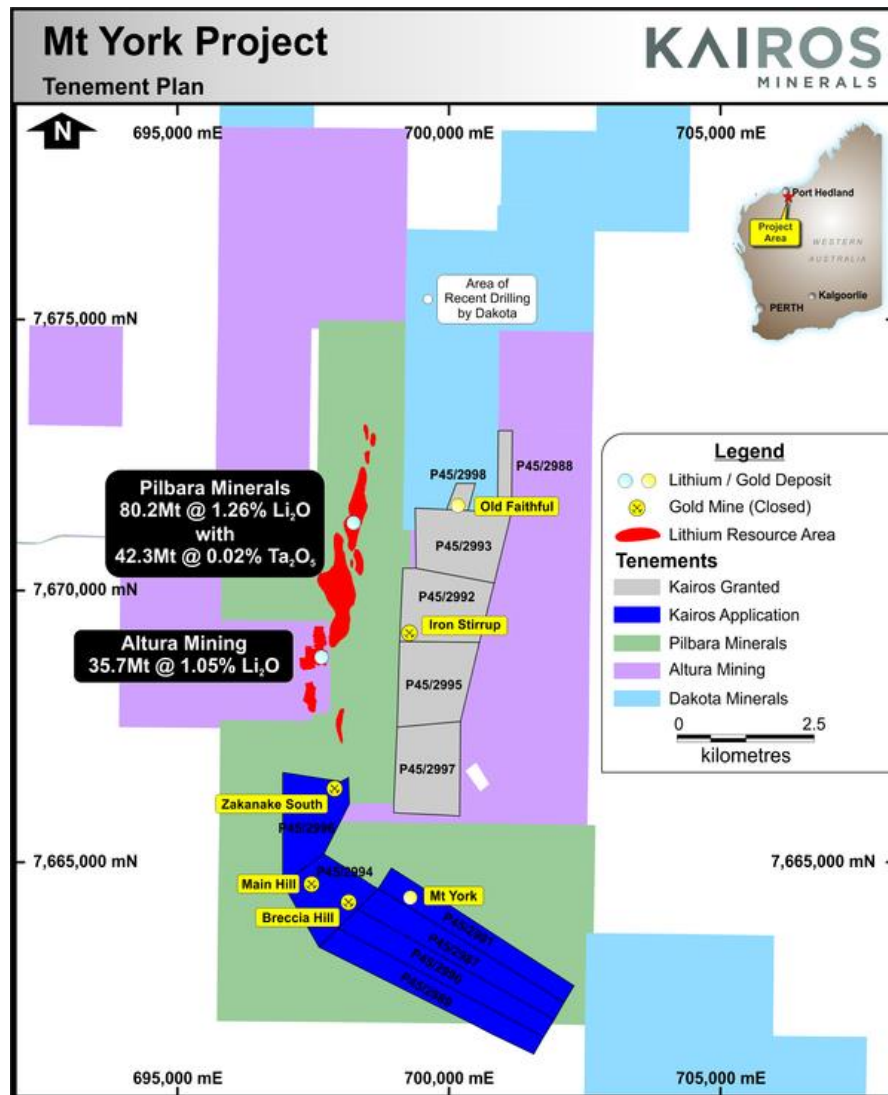 Mt York Project
Tenement Plan
KAIROS
MINERALS
N
695,000 mE
700,000 mE
705,000 mE
Port Hedland
Project
Area
WESTERN
AUSTRALIA
Kalgoorlie
PERTH
Area of
Recent Drilling
by Dakota
7,675,000 mN
P45/2988
P45/2998
Old Faithful
Pilbara Minerals
80.2Mt @ 1.26% Li₂O
with
42.3Mt @ 0.02% Ta₂O₅
P45/2993
7,670,000 mN
P45/2992
Iron Stirrup
Altura Mining
35.7Mt @ 1.05% Li₂O
P45/2995
P45/2997
Legend
Lithium / Gold Deposit
Gold Mine (Closed)
Lithium Resource Area
Tenements
Kairos Granted
Kairos Application
Pilbara Minerals
Altura Mining
Dakota Minerals
0 2.5
kilometres
Zakanake South
7,665,000 mN
7,665,000 mN
P45/2994
Main Hill
Mt York
Breccia Hill
695,000 mE
700,000 mE
705,000 mE